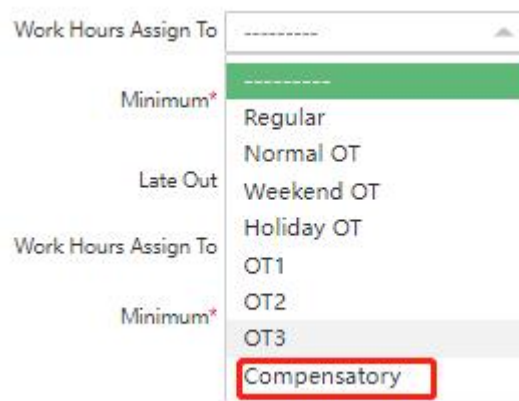 Work Hours Assign To ---------
---------
Minimum*
Regular
Normal OT
Late Out
Weekend OT
Holiday OT
Work Hours Assign To
OT1
OT2
Minimum*
OT3
Compensatory